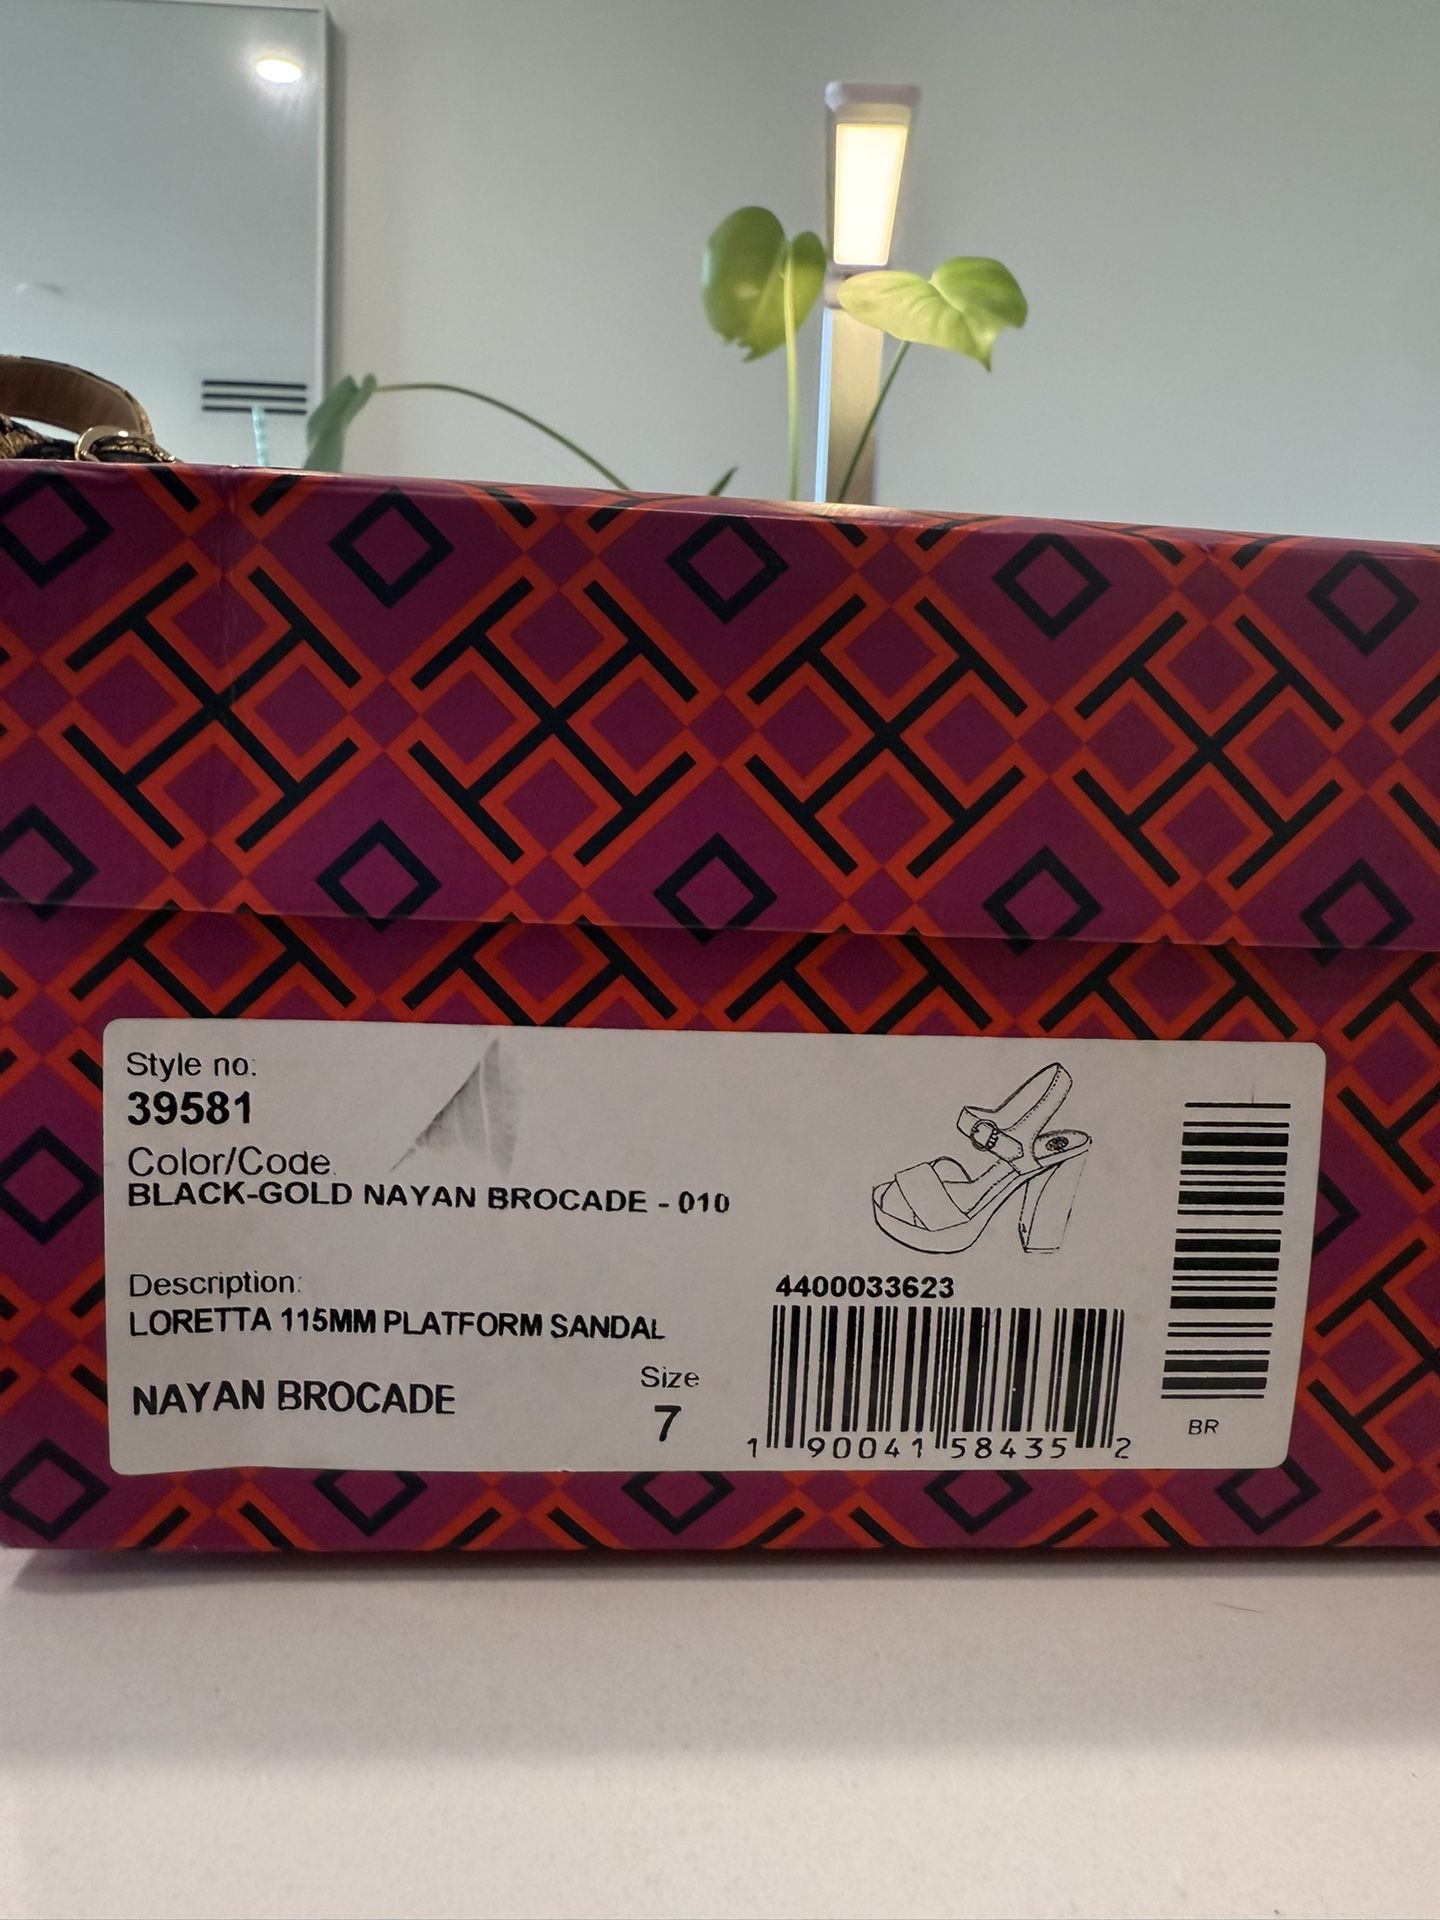 Style no:
39581
Color/Code:
BLACK-GOLD NAYAN BROCADE - 010
Description:
LORETTA 115MM PLATFORM SANDAL
NAYAN BROCADE
Size
7
4400033623
1 90041 58435 2
BR